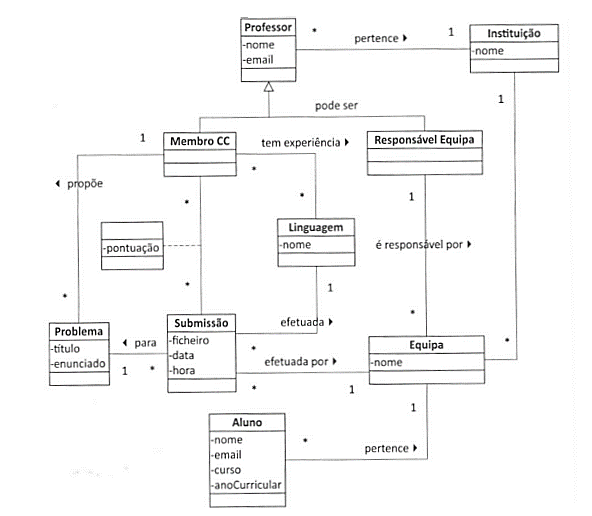 Professor
-nome
-email
*
pertence ▶
1
Instituição
-nome
1
pode ser
Membro CC
1
tem experiência ▶
*
*
Responsável Equipa
1
◀ propõe
*
-pontuação
Linguagem
-nome
1
é responsável por ▶
*
*
*
Problema
-título
-enunciado
◀ para
1
*
Submissão
-ficheiro
-data
-hora
efetuada ▶
*
efetuada por ▶
*
1
Equipa
-nome
*
1
Aluno
-nome
-email
-curso
-anoCurricular
*
pertence ▶